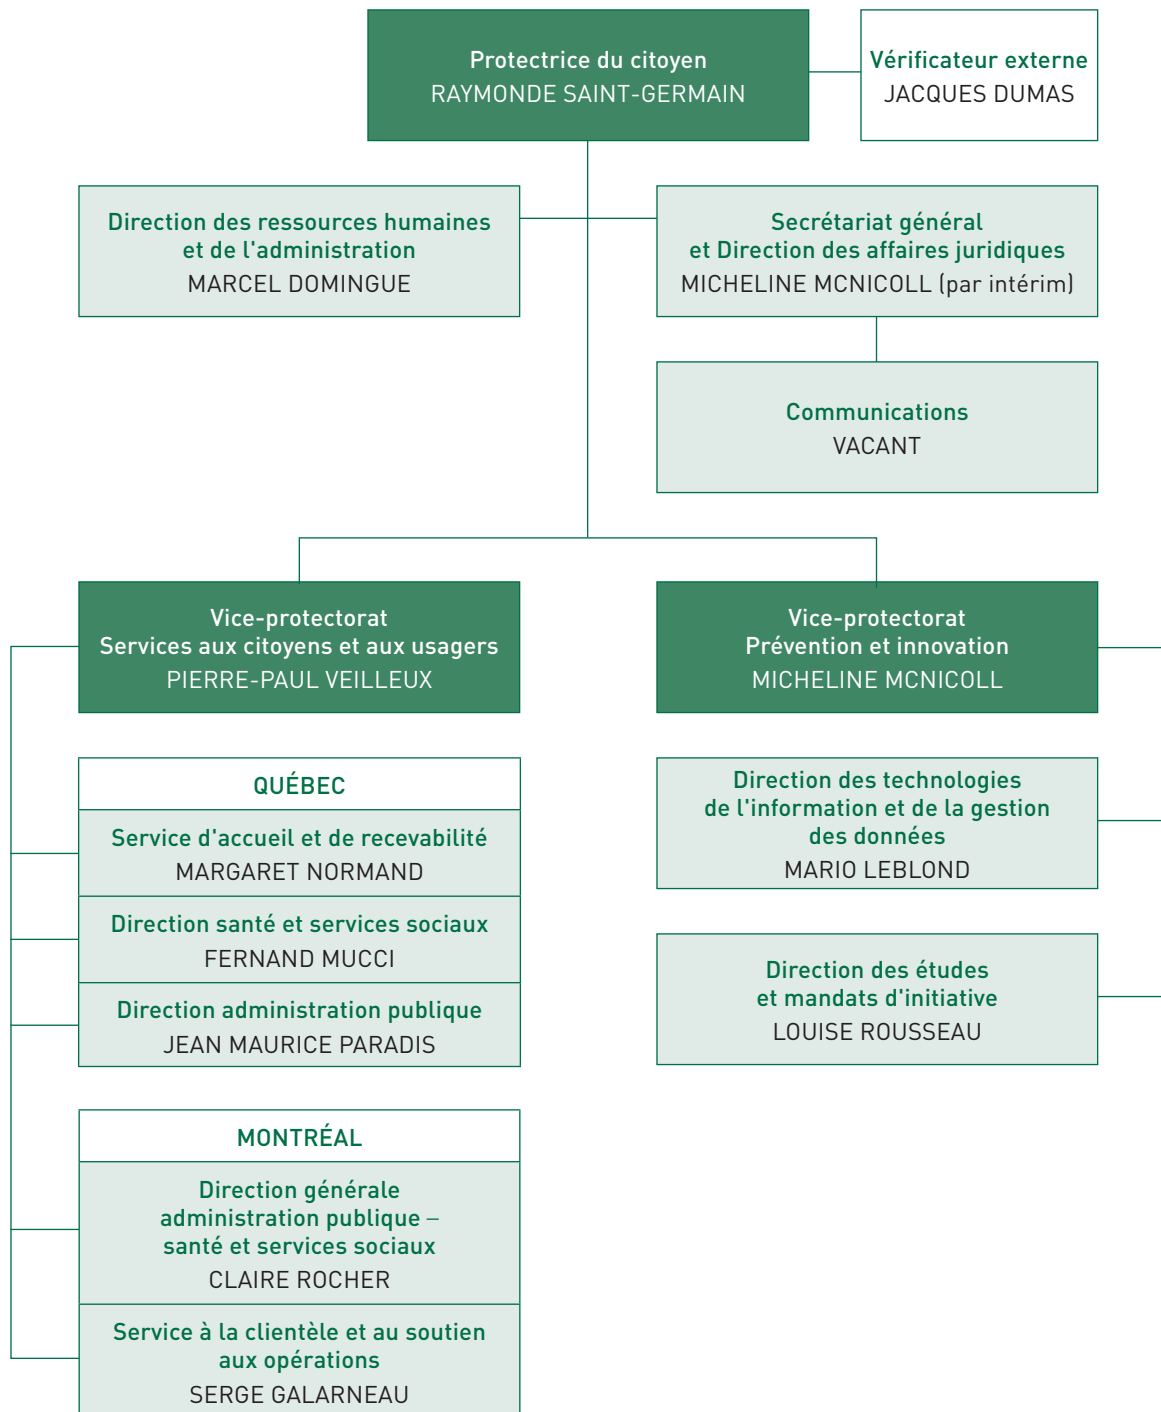 Protectrice du citoyen
RAYMONDE SAINT-GERMAIN
Vérificateur externe
JACQUES DUMAS
Direction des ressources humaines
et de l'administration
MARCEL DOMINGUE
Secrétariat général
et Direction des affaires juridiques
MICHELINE MCNICOLL (par intérim)
Communications
VACANT
Vice-protectorat
Services aux citoyens et aux usagers
PIERRE-PAUL VEILLEUX
Vice-protectorat
Prévention et innovation
MICHELINE MCNICOLL
QUÉBEC
Service d'accueil et de recevabilité
MARGARET NORMAND
Direction santé et services sociaux
FERNAND MUCCI
Direction administration publique
JEAN MAURICE PARADIS
Direction des technologies
de l'information et de la gestion
des données
MARIO LEBLOND
Direction des études
et mandats d'initiative
LOUISE ROUSSEAU
MONTRÉAL
Direction générale
administration publique –
santé et services sociaux
CLAIRE ROCHER
Service à la clientèle et au soutien
aux opérations
SERGE GALARNEAU